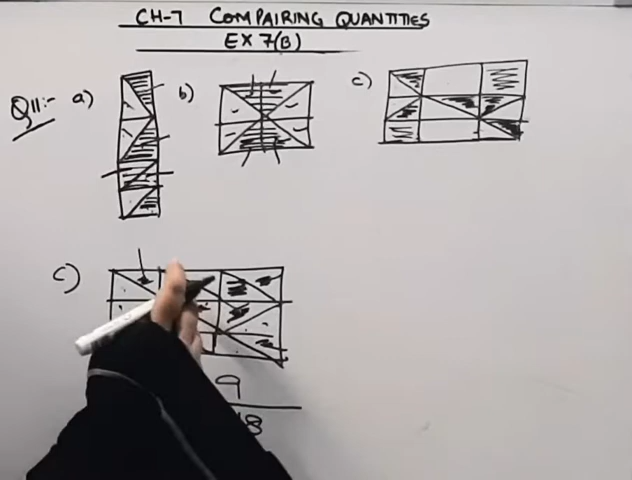 CH-7 COMPAIRING QUANTITIES
EX 7(B)
Q11:- a) b) c)
c)
9
8